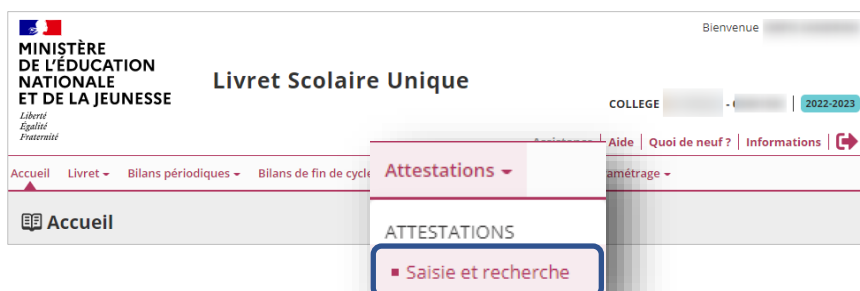 Bienvenue
MINISTÈRE
DE L'ÉDUCATION
NATIONALE
ET DE LA JEUNESSE
Liberté
Égalité
Fraternité
Livret Scolaire Unique
COLLEGE - | 2022-2023
| Aide | Quoi de neuf ? | Informations |
Accueil Livret Bilans périodiques Bilans de fin de cycle
Attestations
Accueil
ATTESTATIONS
Saisie et recherche